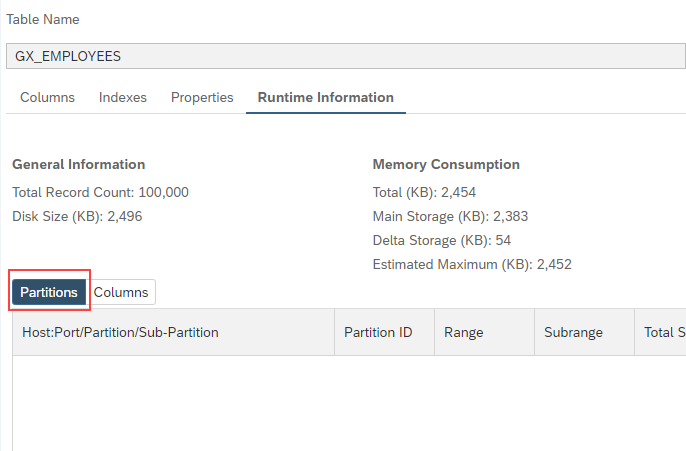 Table Name
GX_EMPLOYEES
Columns Indexes Properties Runtime Information
General Information
Total Record Count: 100,000
Disk Size (KB): 2,496
Memory Consumption
Total (KB): 2,454
Main Storage (KB): 2,383
Delta Storage (KB): 54
Estimated Maximum (KB): 2,452
Partitions Columns
Host:Port/Partition/Sub-Partition Partition ID Range Subrange Total S